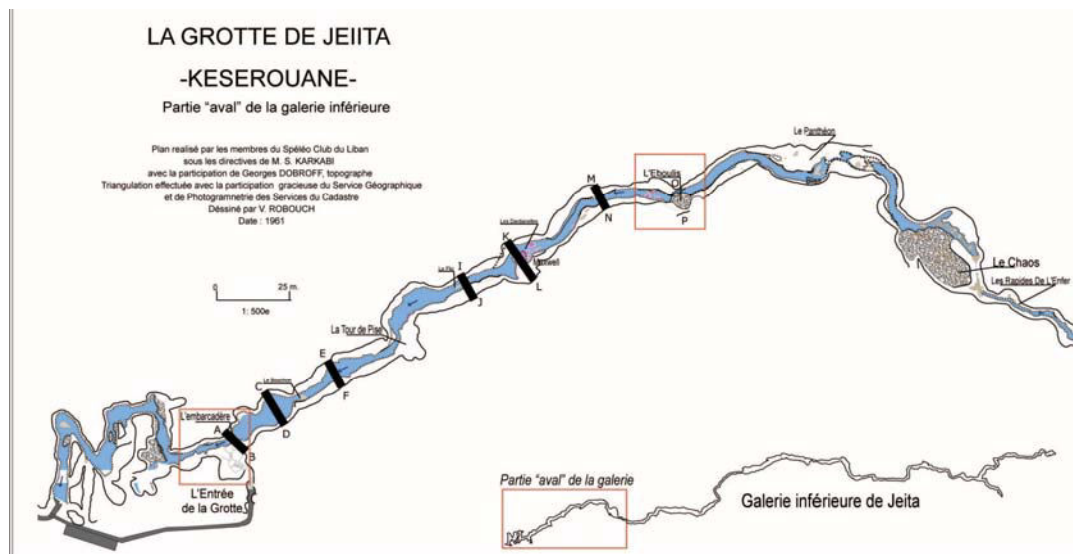 LA GROTTE DE JEIITA
-KESEROUANE-
Partie “aval” de la galerie inférieure
Plan realisé par les membres du Spéléo Club du Liban
sous les directives de M. S. KARKABI
avec la participation de Georges DOBROFF, topographe
Triangulation effectuée avec la participation gracieuse du Service Géographique
et de Photogramnetrie des Services du Cadastre
Déssiné par V. ROBOUCH
Date : 1961
0 25 m.
1: 500e
Le Panthéon
L'Eboulis
O
P
M
N
K
L
Maxwell
I
J
Le Chaos
Les Rapides De L'Enfer
La Tour de Pise
E
F
C
D
L'embarcadère
A
B
L'Entrée
de la Grotte
Partie “aval” de la galerie
Galerie inférieure de Jeita